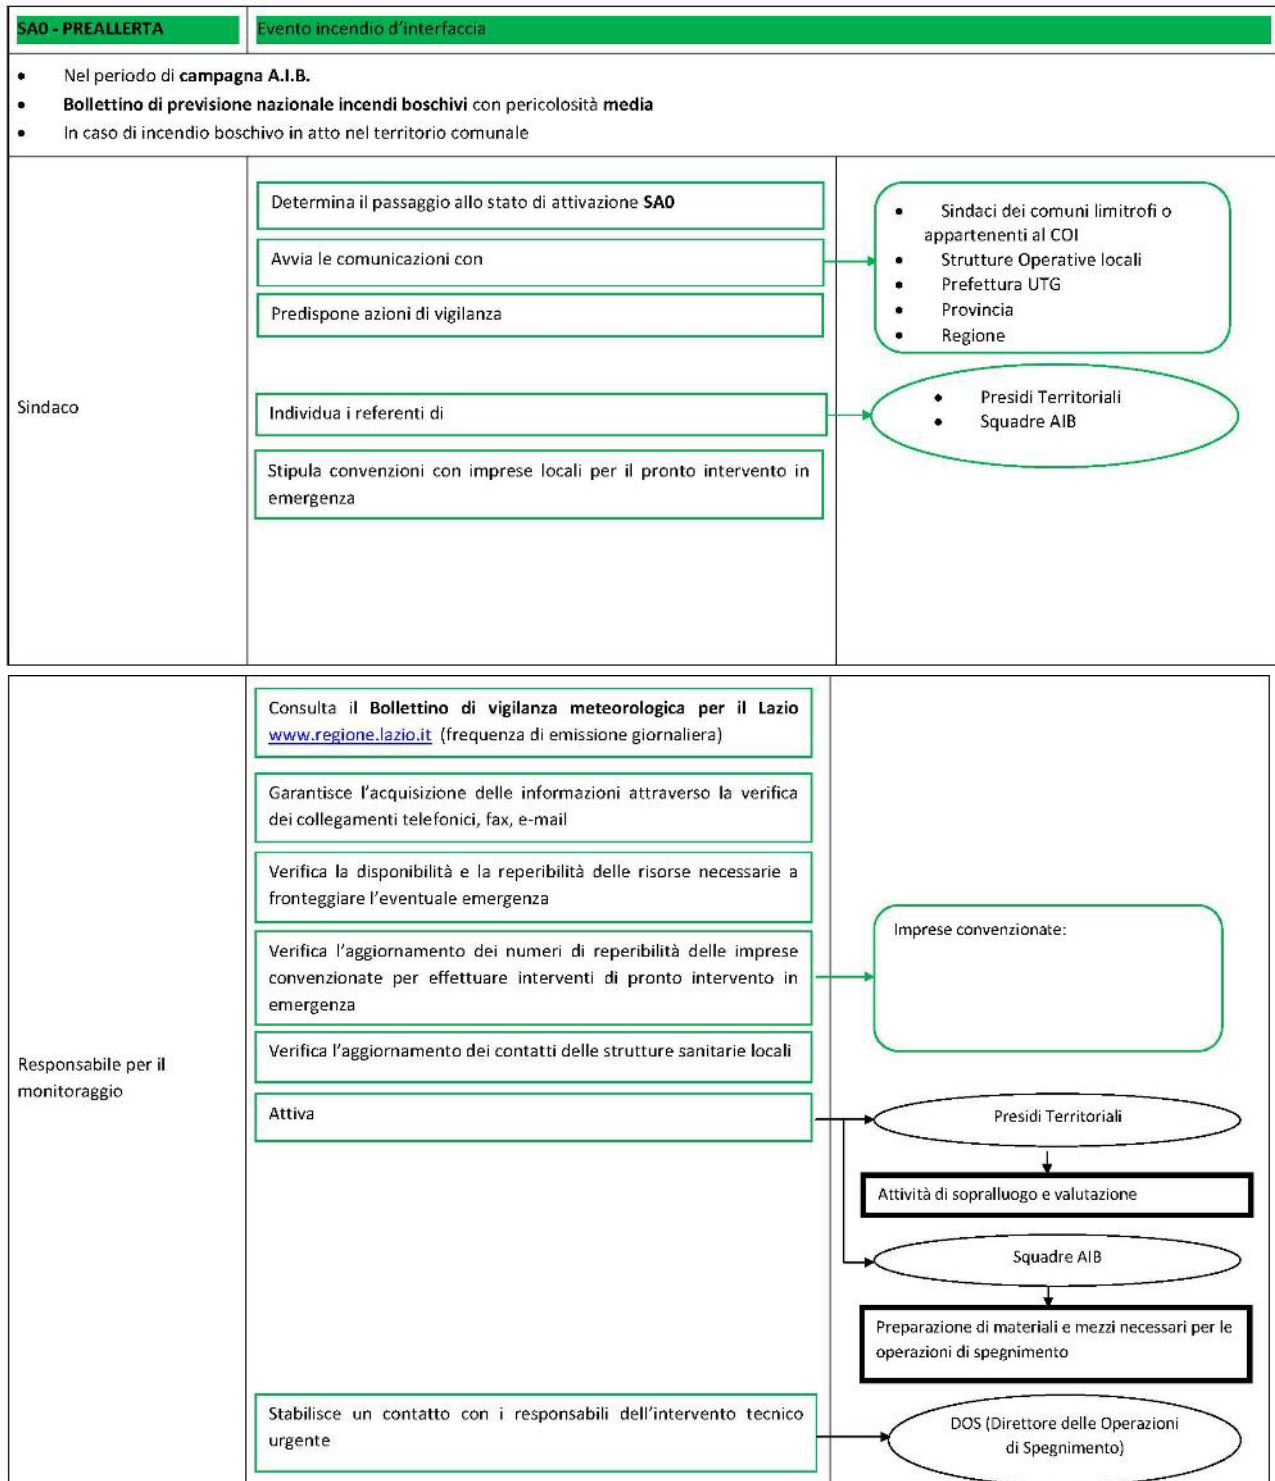 SA0 - PREALLERTA
Evento incendio d'interfaccia
• Nel periodo di campagna A.I.B.
• Bollettino di previsione nazionale incendi boschivi con pericolosità media
• In caso di incendio boschivo in atto nel territorio comunale
Sindaco
Determina il passaggio allo stato di attivazione SA0
Avvia le comunicazioni con
• Sindaci dei comuni limitrofi o
appartenenti al COI
• Strutture Operative locali
• Prefettura UTG
• Provincia
• Regione
Predispone azioni di vigilanza
Individua i referenti di
• Presidi Territoriali
• Squadre AIB
Stipula convenzioni con imprese locali per il pronto intervento in
emergenza
Responsabile per il
monitoraggio
Consulta il Bollettino di vigilanza meteorologica per il Lazio
www.regione.lazio.it (frequenza di emissione giornaliera)
Garantisce l'acquisizione delle informazioni attraverso la verifica
dei collegamenti telefonici, fax, e-mail
Verifica la disponibilità e la reperibilità delle risorse necessarie a
fronteggiare l'eventuale emergenza
Verifica l'aggiornamento dei numeri di reperibilità delle imprese
convenzionate per effettuare interventi di pronto intervento in
emergenza
Imprese convenzionate:
Verifica l'aggiornamento dei contatti delle strutture sanitarie locali
Attiva
Presidi Territoriali
Attività di sopralluogo e valutazione
Squadre AIB
Preparazione di materiali e mezzi necessari per le
operazioni di spegnimento
Stabilisce un contatto con i responsabili dell'intervento tecnico
urgente
DOS (Direttore delle Operazioni
di Spegnimento)